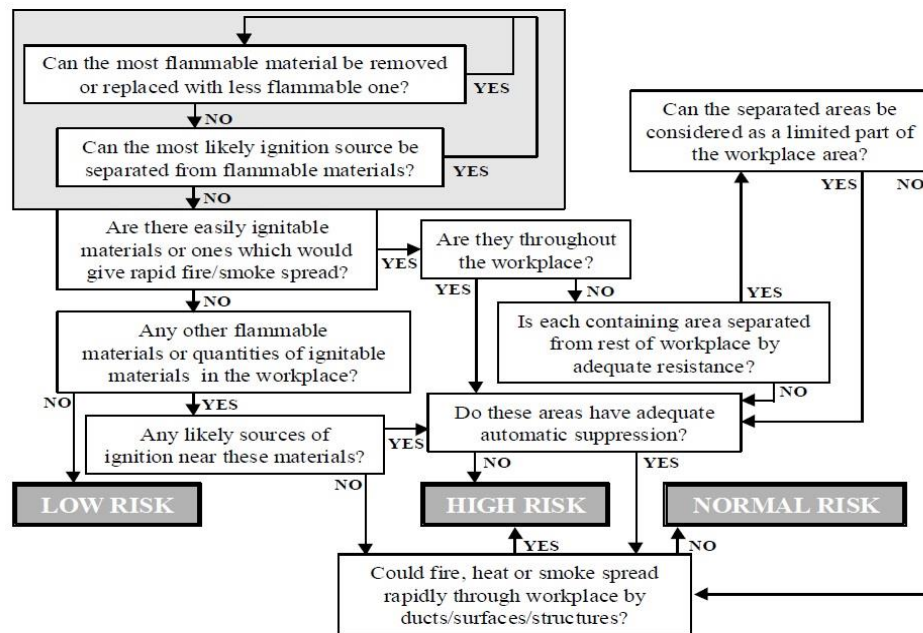 Can the most flammable material be removed
or replaced with less flammable one?
YES
NO
Can the most likely ignition source be
separated from flammable materials?
YES
NO
Can the separated areas be
considered as a limited part of
the workplace area?
YES
NO
Are there easily ignitable
materials or ones which would
give rapid fire/smoke spread?
YES
NO
Are they throughout
the workplace?
YES
NO
Is each containing area separated
from rest of workplace by
adequate resistance?
YES
NO
Any other flammable
materials or quantities of ignitable
materials in the workplace?
NO
YES
Any likely sources of
ignition near these materials?
YES
NO
Do these areas have adequate
automatic suppression?
NO
YES
LOW RISK
HIGH RISK
NORMAL RISK
YES
NO
Could fire, heat or smoke spread
rapidly through workplace by
ducts/surfaces/structures?